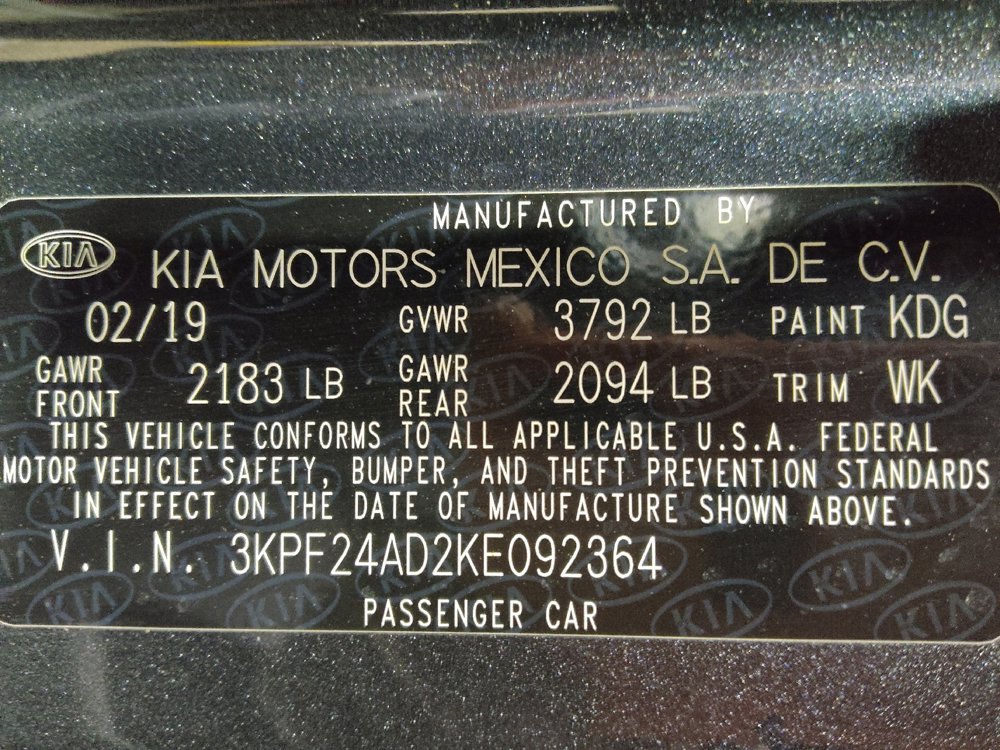 MANUFACTURED BY
KIA KIA MOTORS MEXICO S.A. DE C.V.
02/19 GVWR 3792 LB PAINT KDG
GAWR FRONT 2183 LB GAWR REAR 2094 LB TRIM WK
THIS VEHICLE CONFORMS TO ALL APPLICABLE U.S.A. FEDERAL
MOTOR VEHICLE SAFETY, BUMPER, AND THEFT PREVENTION STANDARDS
IN EFFECT ON THE DATE OF MANUFACTURE SHOWN ABOVE.
V.I.N. 3KPF24AD2KE092364
PASSENGER CAR